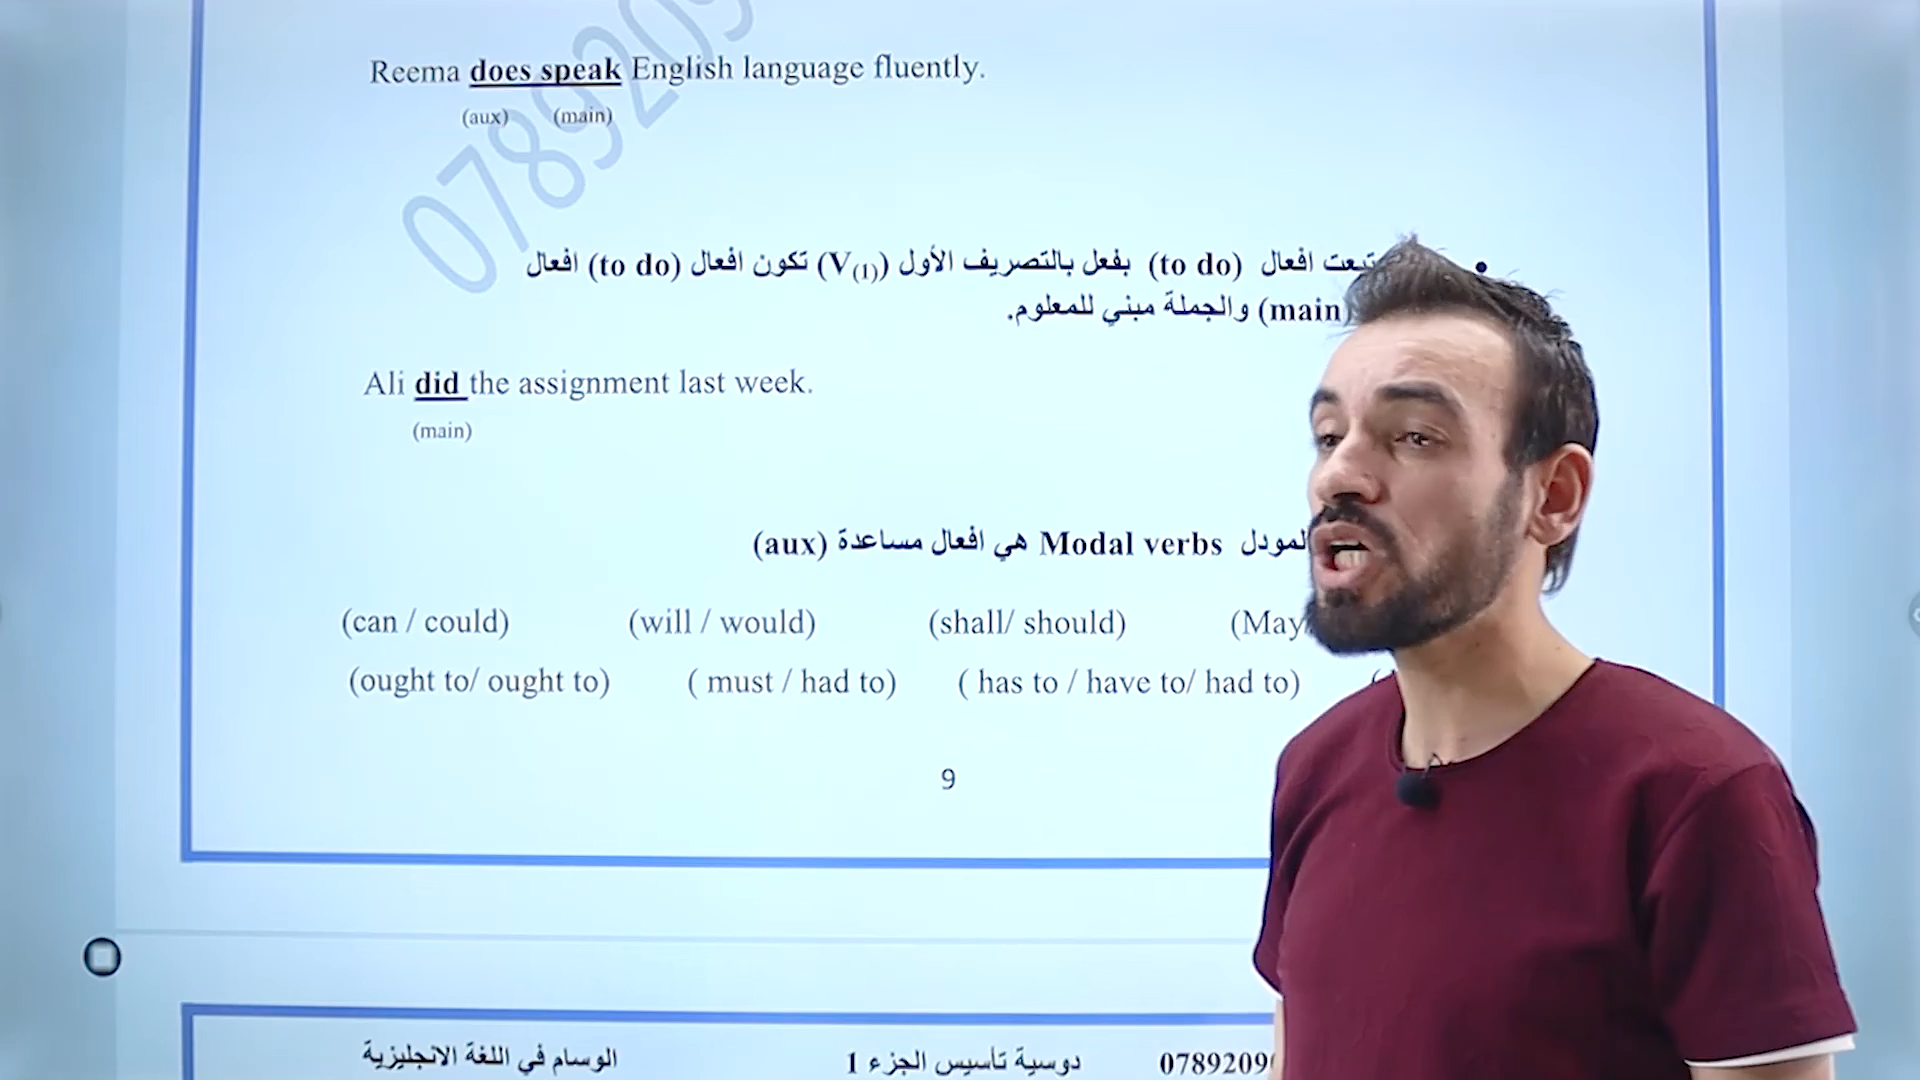 Reema does speak English language fluently.
(aux) (main)
افعال (to do) بفعل بالتصريف الأول (V(1)) تكون افعال (to do) افعال
(main) والجملة مبني للمعلوم.
Ali did the assignment last week.
(main)
المودل Modal verbs هي افعال مساعدة (aux)
(can / could) (will / would) (shall/ should) (May
(ought to/ ought to) ( must / had to) ( has to / have to/ had to) (
9
الوسام في اللغة الانجليزية دوسية تأسيس الجزء 1 0789209
0789209